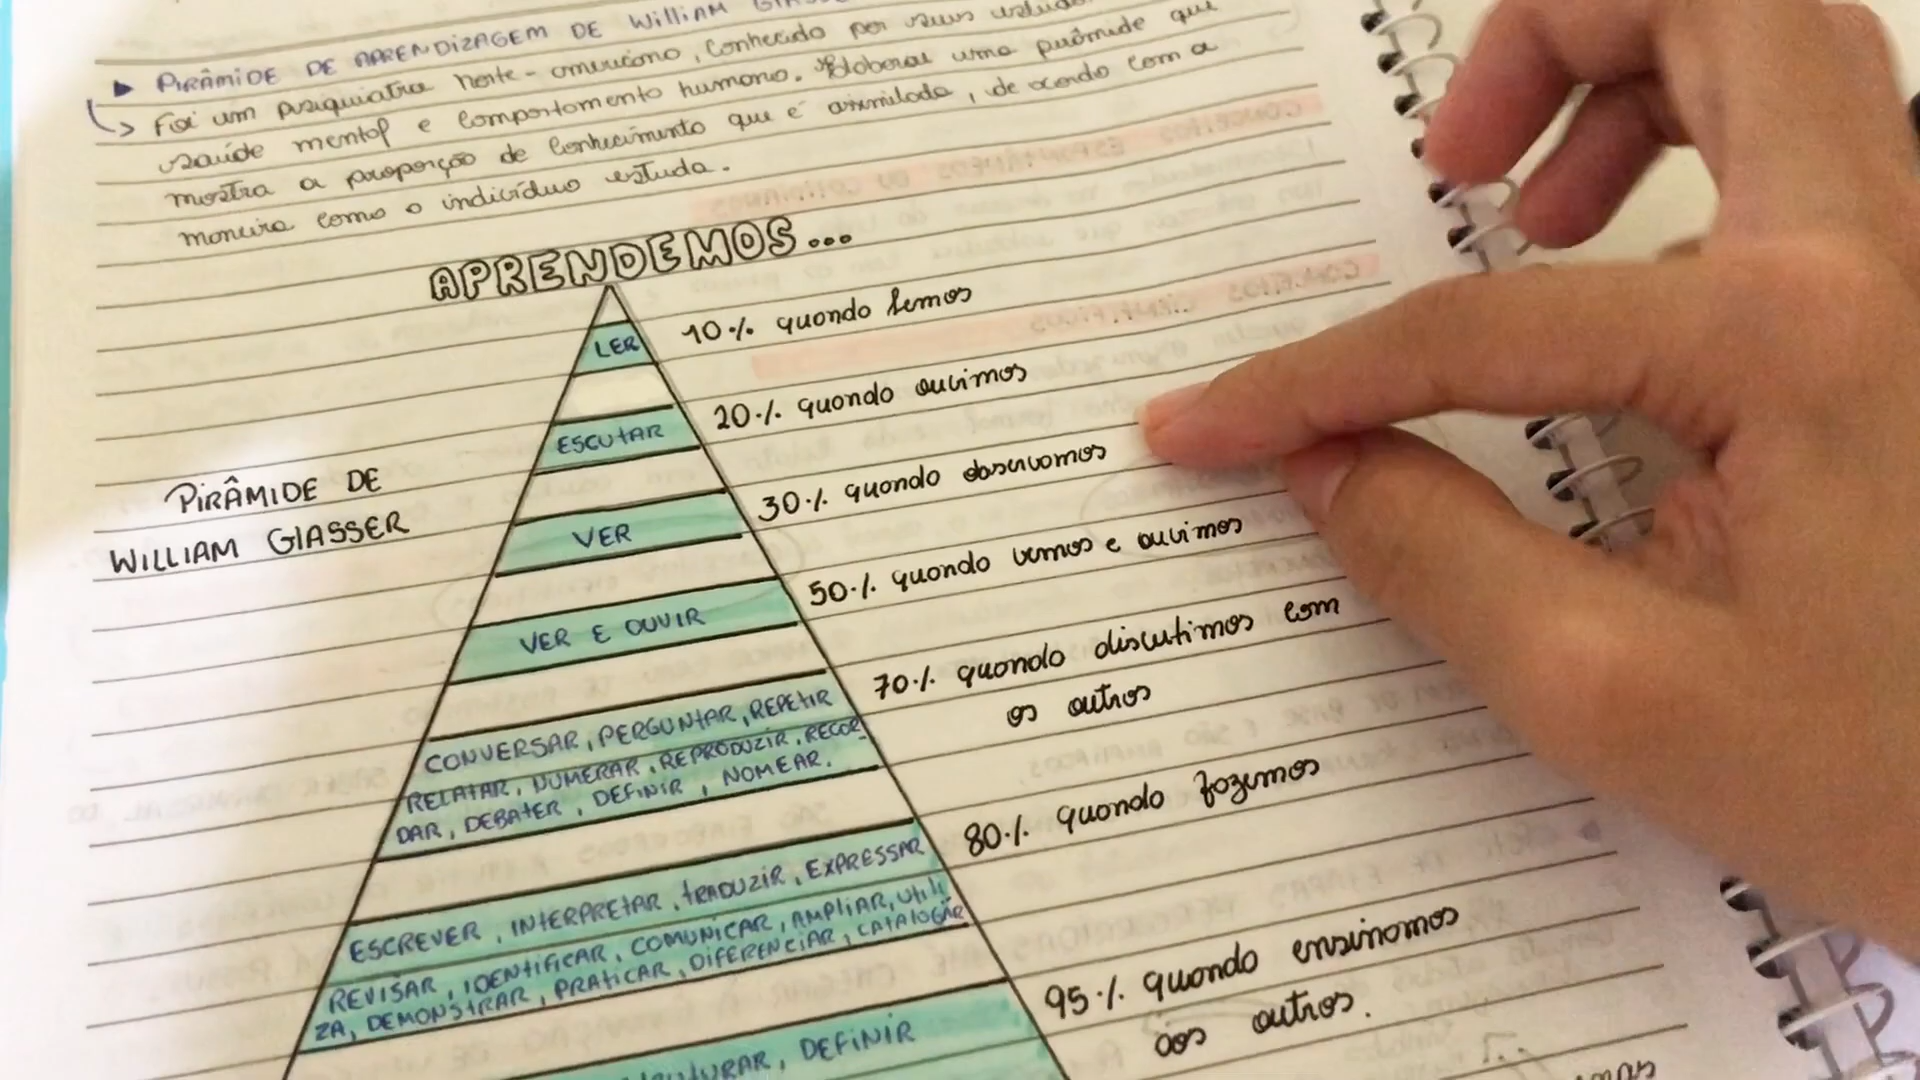 PIRÂMIDE DE APRENDIZAGEM DE WILLIAM
Foi um psiquiatra norte-americano, conhecido por seus
saúde mental e comportamento humano. Elaborou uma pirâmide que
mostra a proporção de conhecimento que é assimilado, de acordo com a
maneira como o indivíduo estuda.
APRENDEMOS...
LER
10% quando lemos
ESCUTAR
20% quando ouvimos
PIRÂMIDE DE
WILLIAM GlASSER
VER
30% quando observamos
VER E OUVIR
50% quando vemos e ouvimos
CONVERSAR, PERGUNTAR, REPETIR
RELATAR, NUMERAR, REPRODUZIR, RECOR
DAR, DEBATER, DEFINIR, NOMEAR.
70% quando discutimos com
os outros
ESCREVER, INTERPRETAR, TRADUZIR, EXPRESSAR
REVISAR, IDENTIFICAR, COMUNICAR, AMPLIAR, UTILI
ZA, DEMONSTRAR, PRATICAR, DIFERENCIAR, CATALOGAR
80% quando fazemos
DEFINIR
95% quando ensinamos
aos outros.